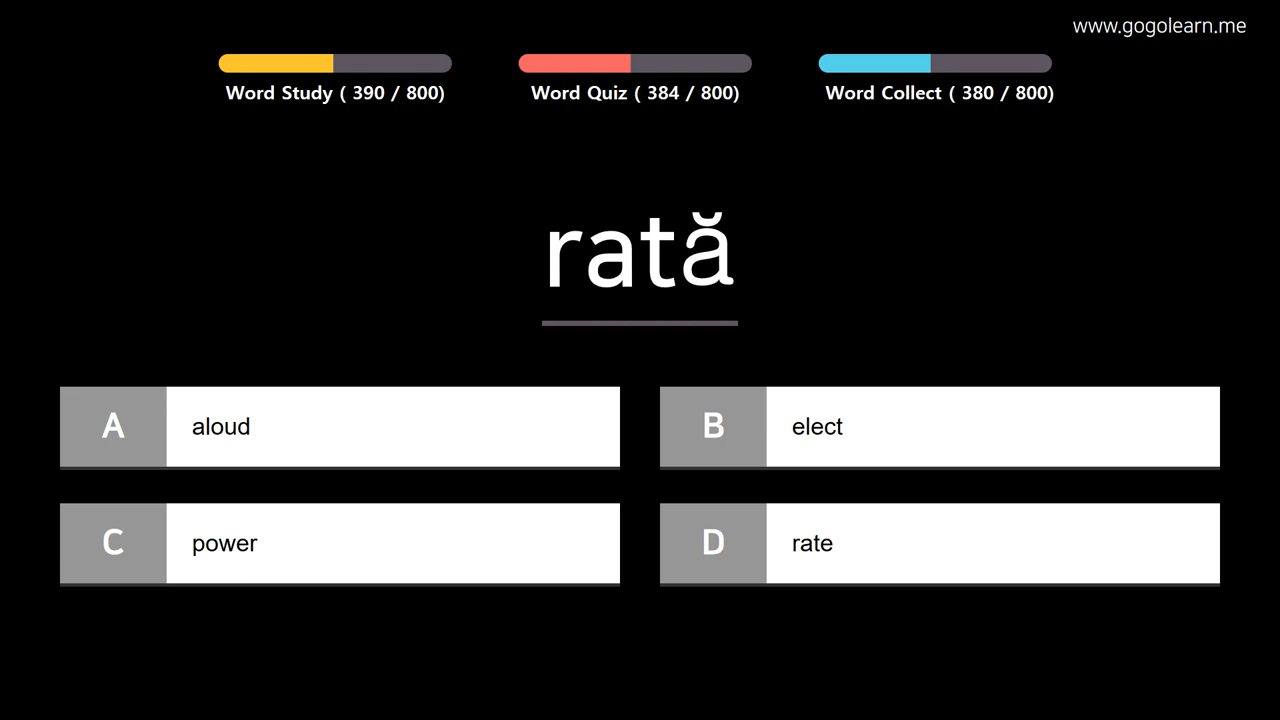 www.gogolearn.me
Word Study ( 390 / 800)
Word Quiz ( 384 / 800)
Word Collect ( 380 / 800)
rată
A aloud
B elect
C power
D rate